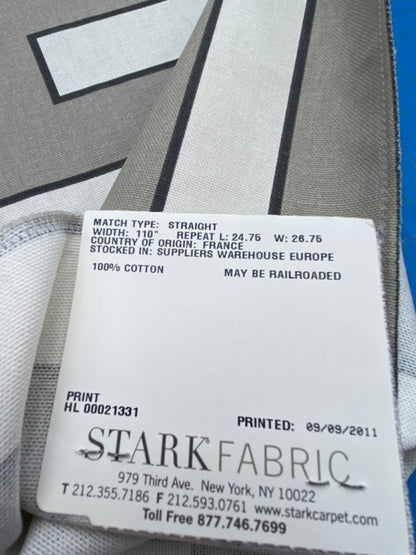 MATCH TYPE: STRAIGHT
WIDTH: 110" REPEAT L: 24.75 W: 26.75
COUNTRY OF ORIGIN: FRANCE
STOCKED IN: SUPPLIERS WAREHOUSE EUROPE
100% COTTON MAY BE RAILROADED
PRINT
HL 00021331
PRINTED: 09/09/2011
STARK® FABRIC
979 Third Ave. New York, NY 10022
T 212.355.7186 F 212.593.0761 www.starkcarpet.com
Toll Free 877.746.7699